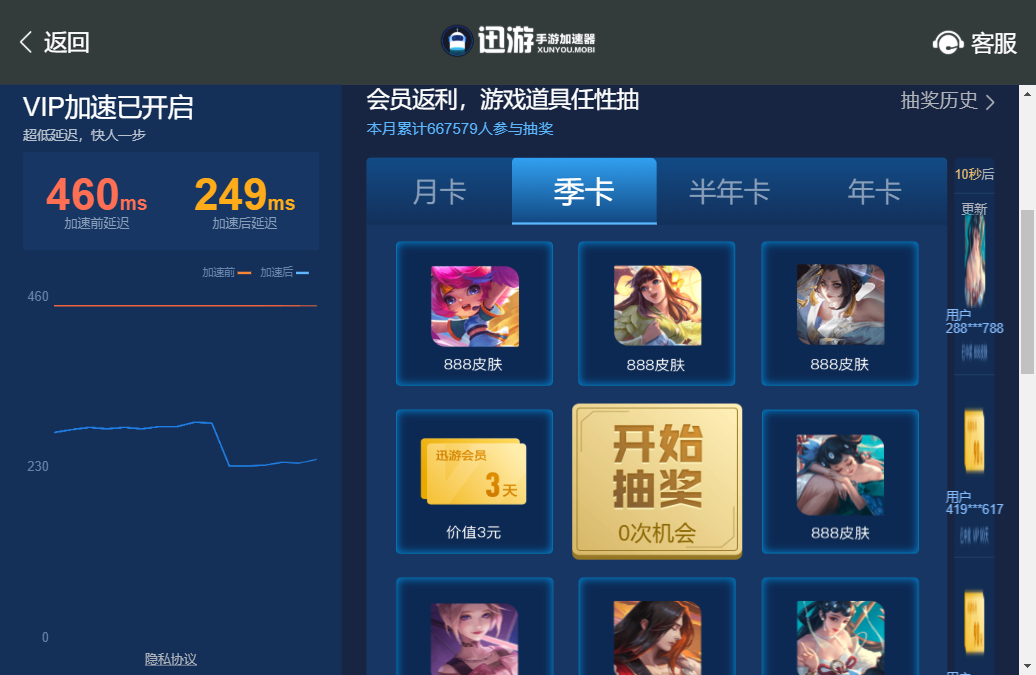 返回
迅游手游加速器
XUNYOU.MOBI
客服
VIP加速已开启
超低延迟，快人一步
460ms
加速前延迟
249ms
加速后延迟
加速前
加速后
460
230
0
隐私协议
会员返利，游戏道具任性抽
抽奖历史
本月累计667579人参与抽奖
月卡
季卡
半年卡
年卡
888皮肤
888皮肤
888皮肤
迅游会员
3天
价值3元
开始
抽奖
0次机会
888皮肤
10秒后
更新
用户
288***788
用户
419***617